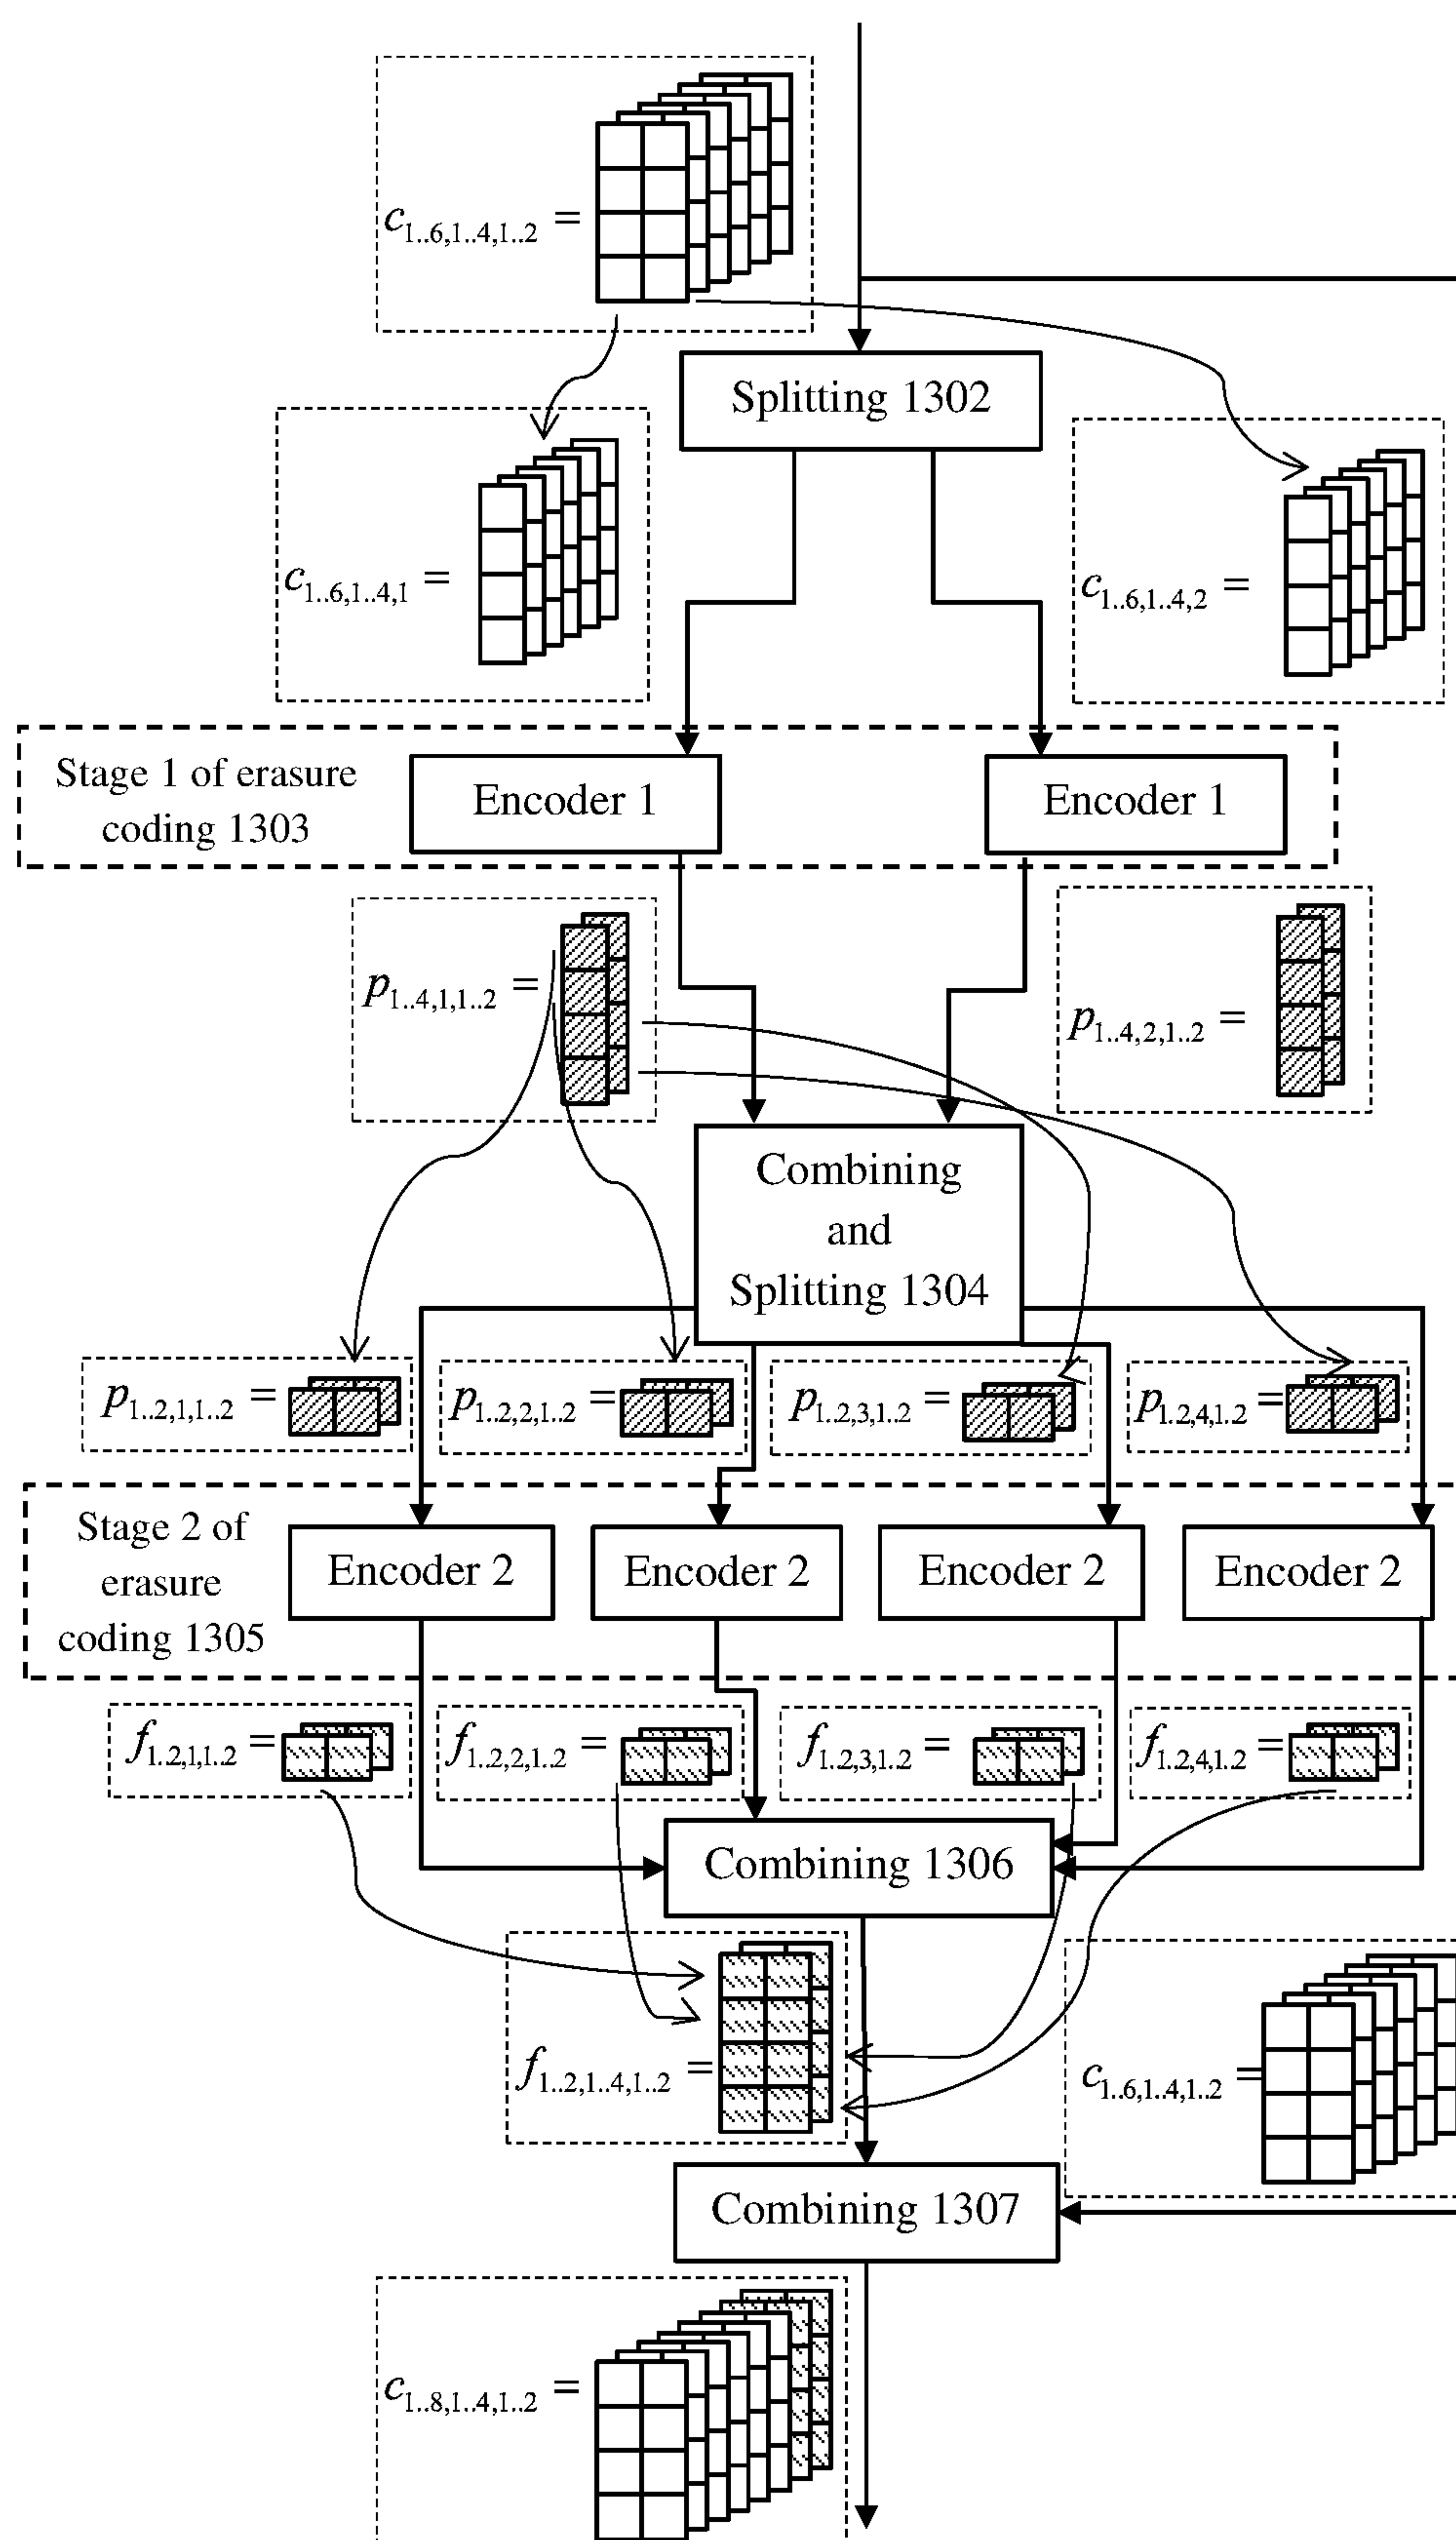 c1..6,1..4,1..2 =
Splitting 1302
c1..6,1..4,1 =
c1..6,1..4,2 =
Stage 1 of erasure
coding 1303
Encoder 1
Encoder 1
p1..4,1,1..2 =
p1..4,2,1..2 =
Combining
and
Splitting 1304
p1..2,1,1..2 =
p1..2,2,1..2 =
p1..2,3,1..2 =
p1..2,4,1..2 =
Stage 2 of
erasure
coding 1305
Encoder 2
Encoder 2
Encoder 2
Encoder 2
f1..2,1,1..2 =
f1..2,2,1..2 =
f1..2,3,1..2 =
f1..2,4,1..2 =
Combining 1306
f1..2,1..4,1..2 =
c1..6,1..4,1..2 =
Combining 1307
c1..8,1..4,1..2 =